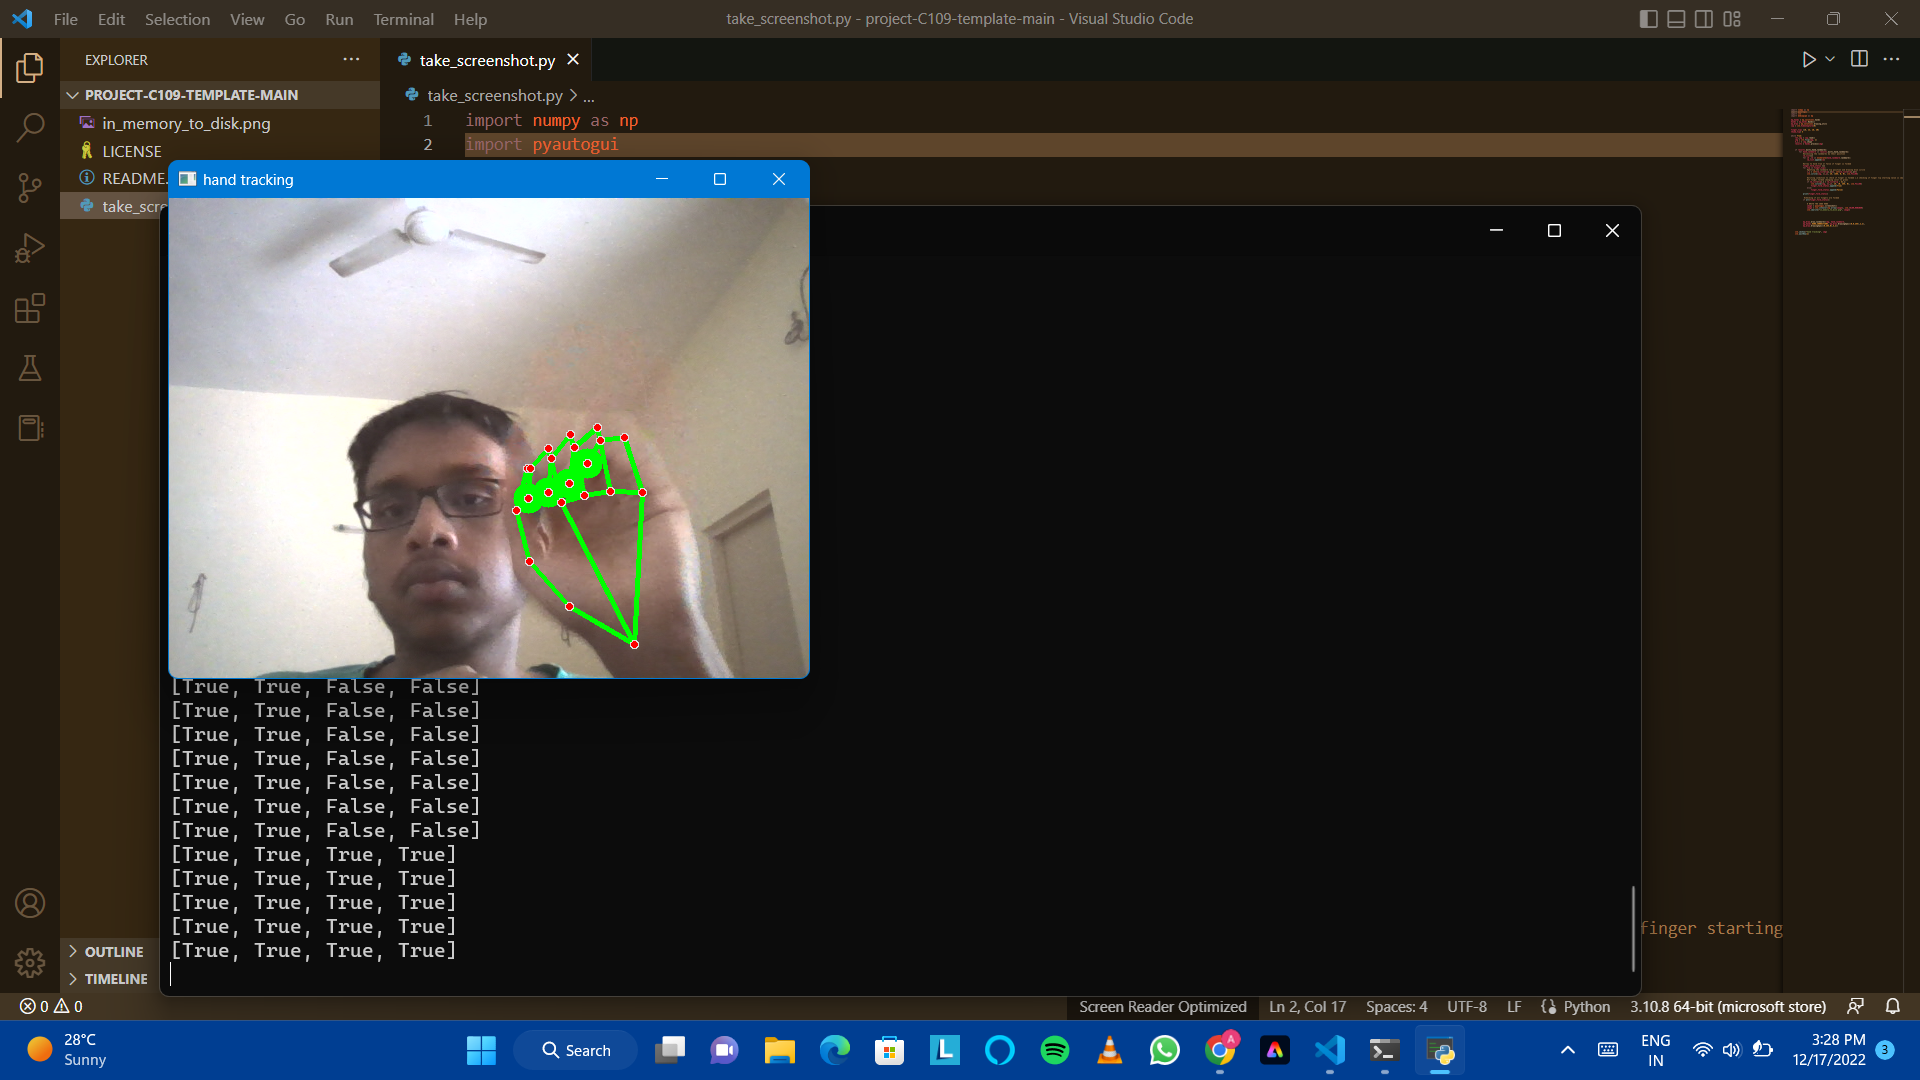 File Edit Selection View Go Run Terminal Help
take_screenshot.py - project-C109-template-main - Visual Studio Code
EXPLORER
take_screenshot.py
PROJECT-C109-TEMPLATE-MAIN
take_screenshot.py > ...
in_memory_to_disk.png
1 import numpy as np
LICENSE
2 import pyautogui
README.
take_scre
hand tracking
[True, True, False, False]
[True, True, False, False]
[True, True, False, False]
[True, True, False, False]
[True, True, False, False]
[True, True, False, False]
[True, True, False, False]
[True, True, True, True]
[True, True, True, True]
[True, True, True, True]
[True, True, True, True]
[True, True, True, True]
finger starting
OUTLINE
TIMELINE
0 0
Screen Reader Optimized Ln 2, Col 17 Spaces: 4 UTF-8 LF Python 3.10.8 64-bit (microsoft store)
28°C
Sunny
Search
A
L
ENG
IN
3:28 PM
12/17/2022
3